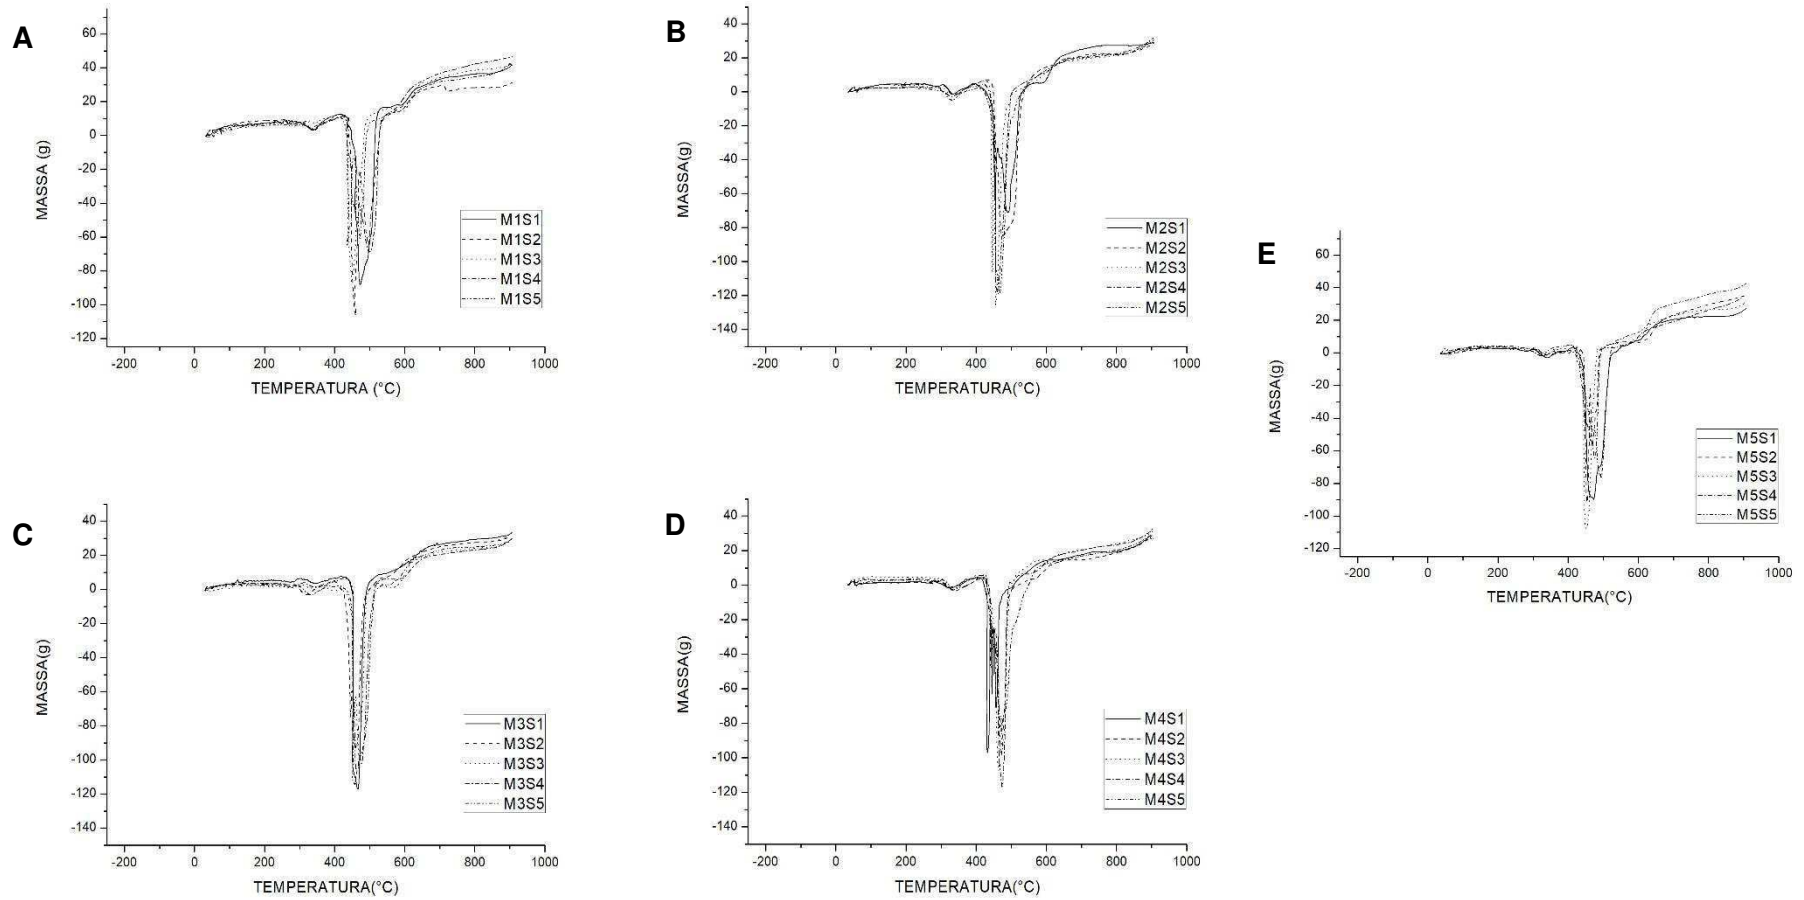 A
60
40
20
0
-20
-40
-60
-80
-100
-120
-200 0 200 400 600 800 1000
MASSA (g)
TEMPERATURA (°C)
M1S1
M1S2
M1S3
M1S4
M1S5
B
40
20
0
-20
-40
-60
-80
-100
-120
-140
-200 0 200 400 600 800 1000
MASSA(g)
TEMPERATURA(°C)
M2S1
M2S2
M2S3
M2S4
M2S5
C
40
20
0
-20
-40
-60
-80
-100
-120
-140
-200 0 200 400 600 800 1000
MASSA(g)
TEMPERATURA(°C)
M3S1
M3S2
M3S3
M3S4
M3S5
D
40
20
0
-20
-40
-60
-80
-100
-120
-140
-200 0 200 400 600 800 1000
MASSA(g)
TEMPERATURA(°C)
M4S1
M4S2
M4S3
M4S4
M4S5
E
60
40
20
0
-20
-40
-60
-80
-100
-120
-200 0 200 400 600 800 1000
MASSA(g)
TEMPERATURA(°C)
M5S1
M5S2
M5S3
M5S4
M5S5